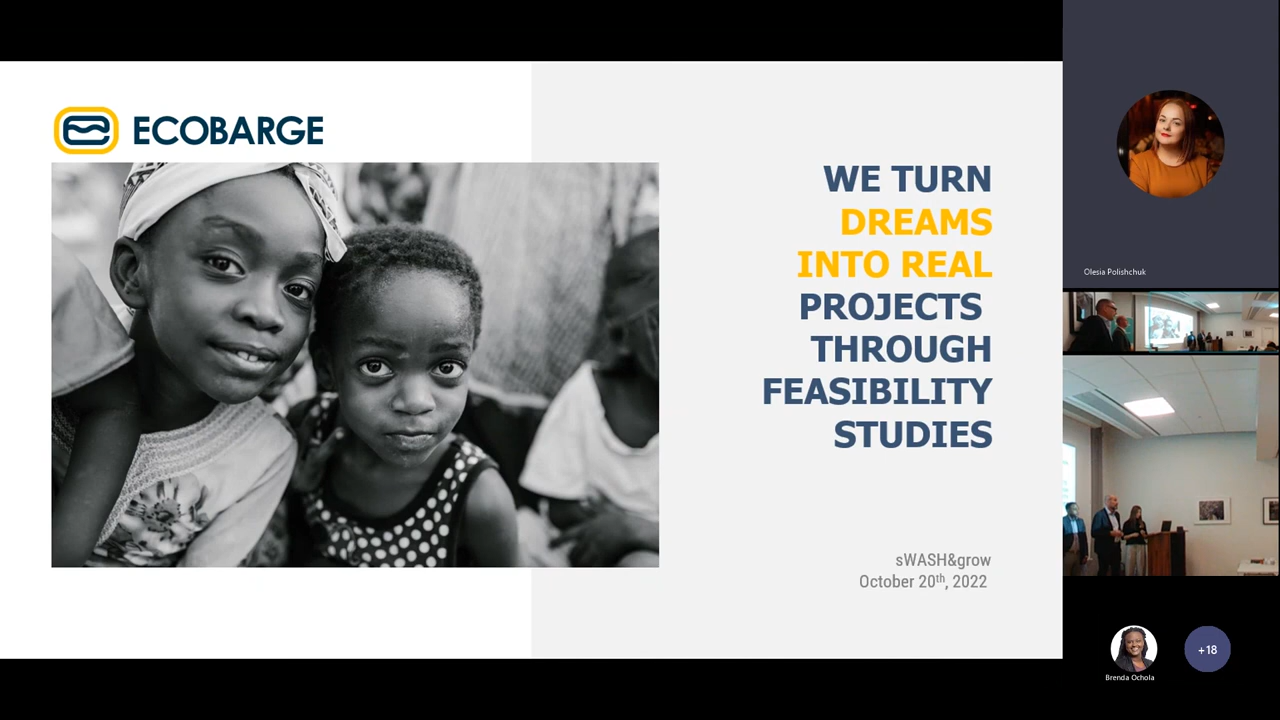 ECOBARGE
WE TURN
DREAMS
INTO REAL
PROJECTS
THROUGH
FEASIBILITY
STUDIES
sWASH&grow
October 20th, 2022
Olesia Polishchuk
Brenda Ochola
+18